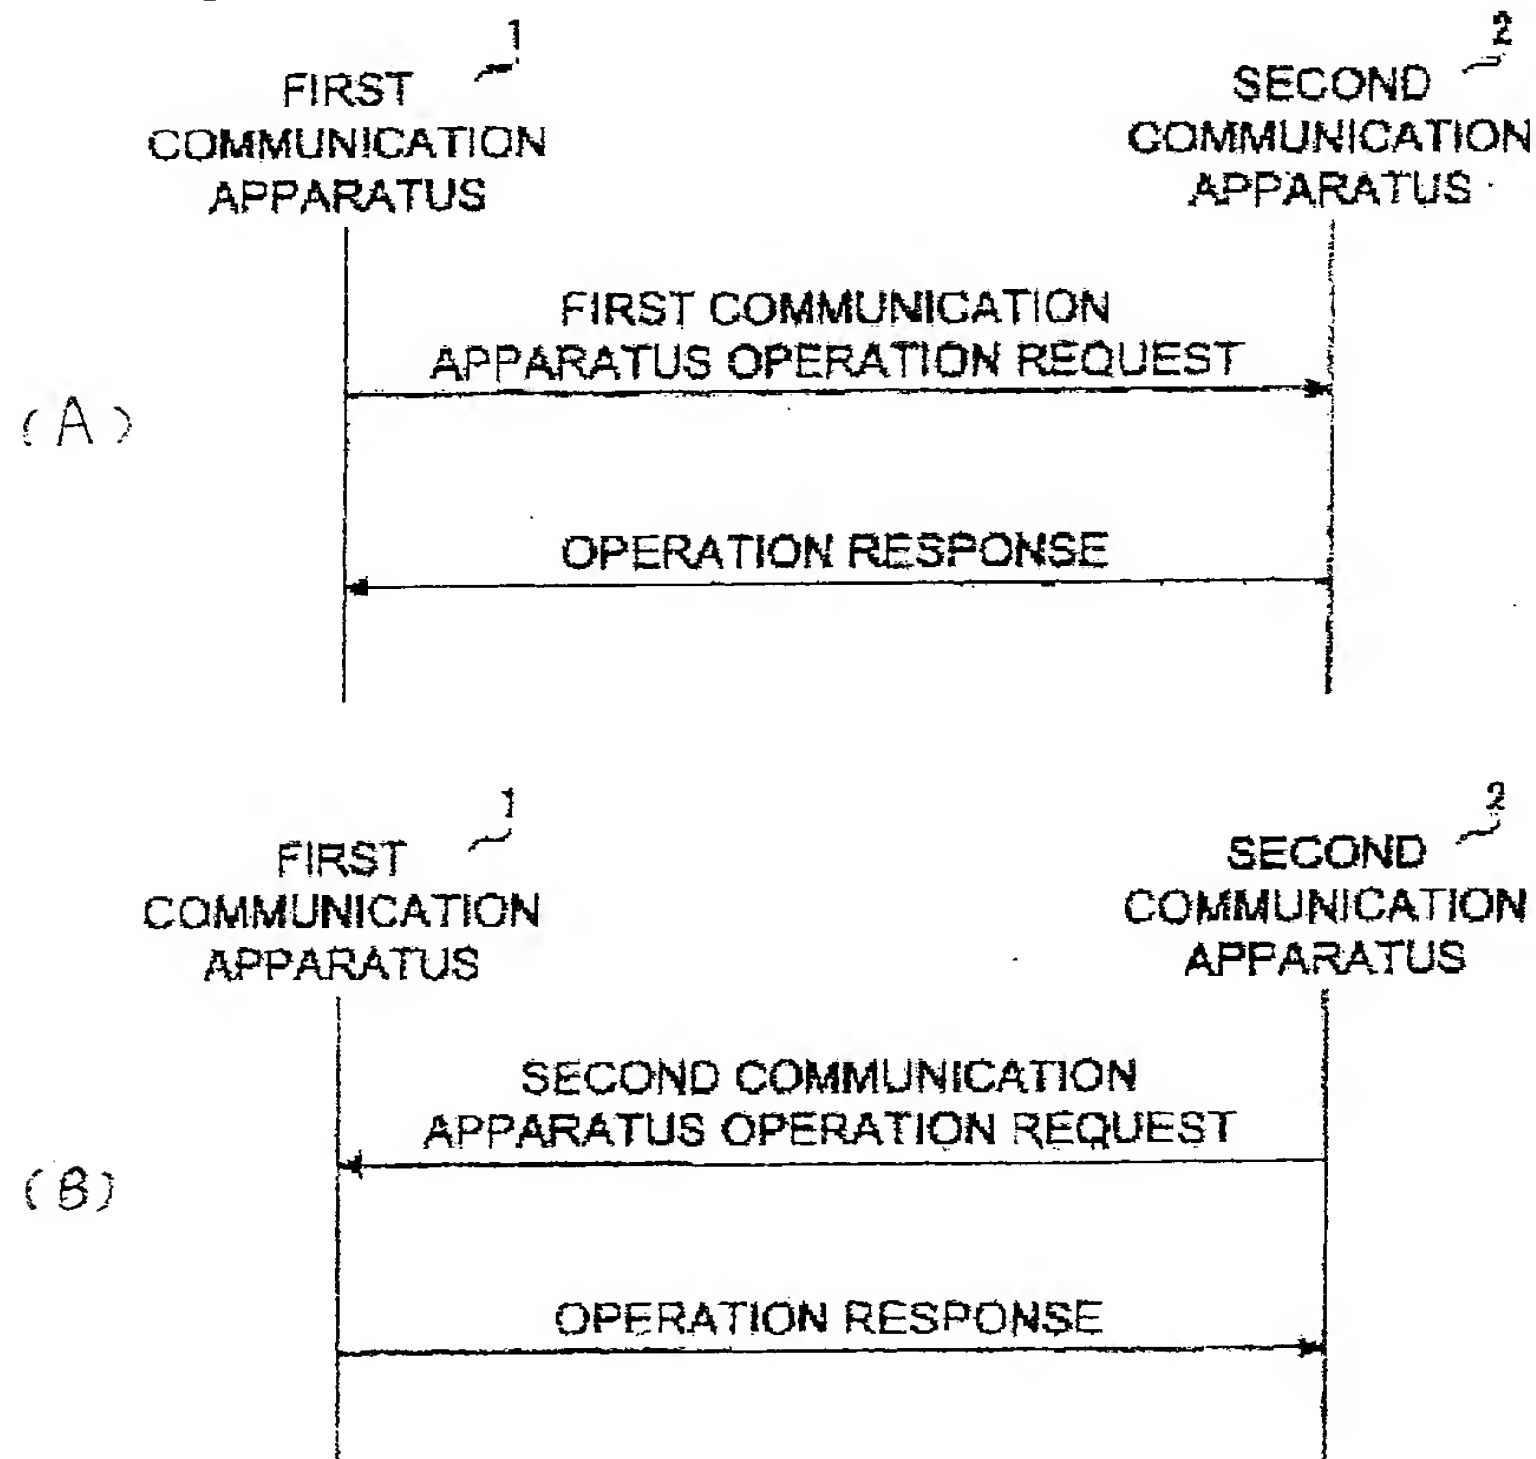 1
FIRST
COMMUNICATION
APPARATUS
2
SECOND
COMMUNICATION
APPARATUS
FIRST COMMUNICATION
APPARATUS OPERATION REQUEST
(A)
OPERATION RESPONSE
1
FIRST
COMMUNICATION
APPARATUS
2
SECOND
COMMUNICATION
APPARATUS
SECOND COMMUNICATION
APPARATUS OPERATION REQUEST
(B)
OPERATION RESPONSE